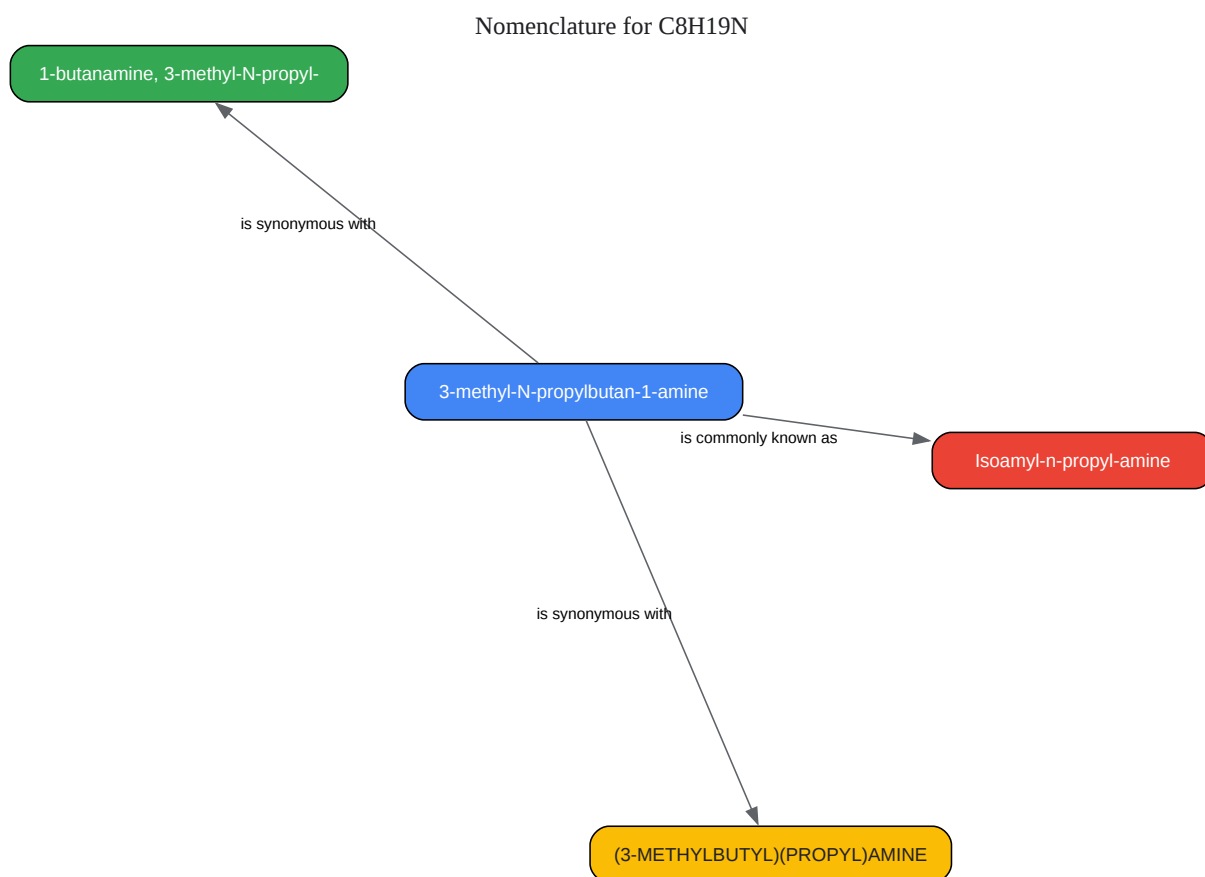 Nomenclature for C8H19N
1-butanamine, 3-methyl-N-propyl-
is synonymous with
3-methyl-N-propylbutan-1-amine
is commonly known as
Isoamyl-n-propyl-amine
is synonymous with
(3-METHYLBUTYL)(PROPYL)AMINE